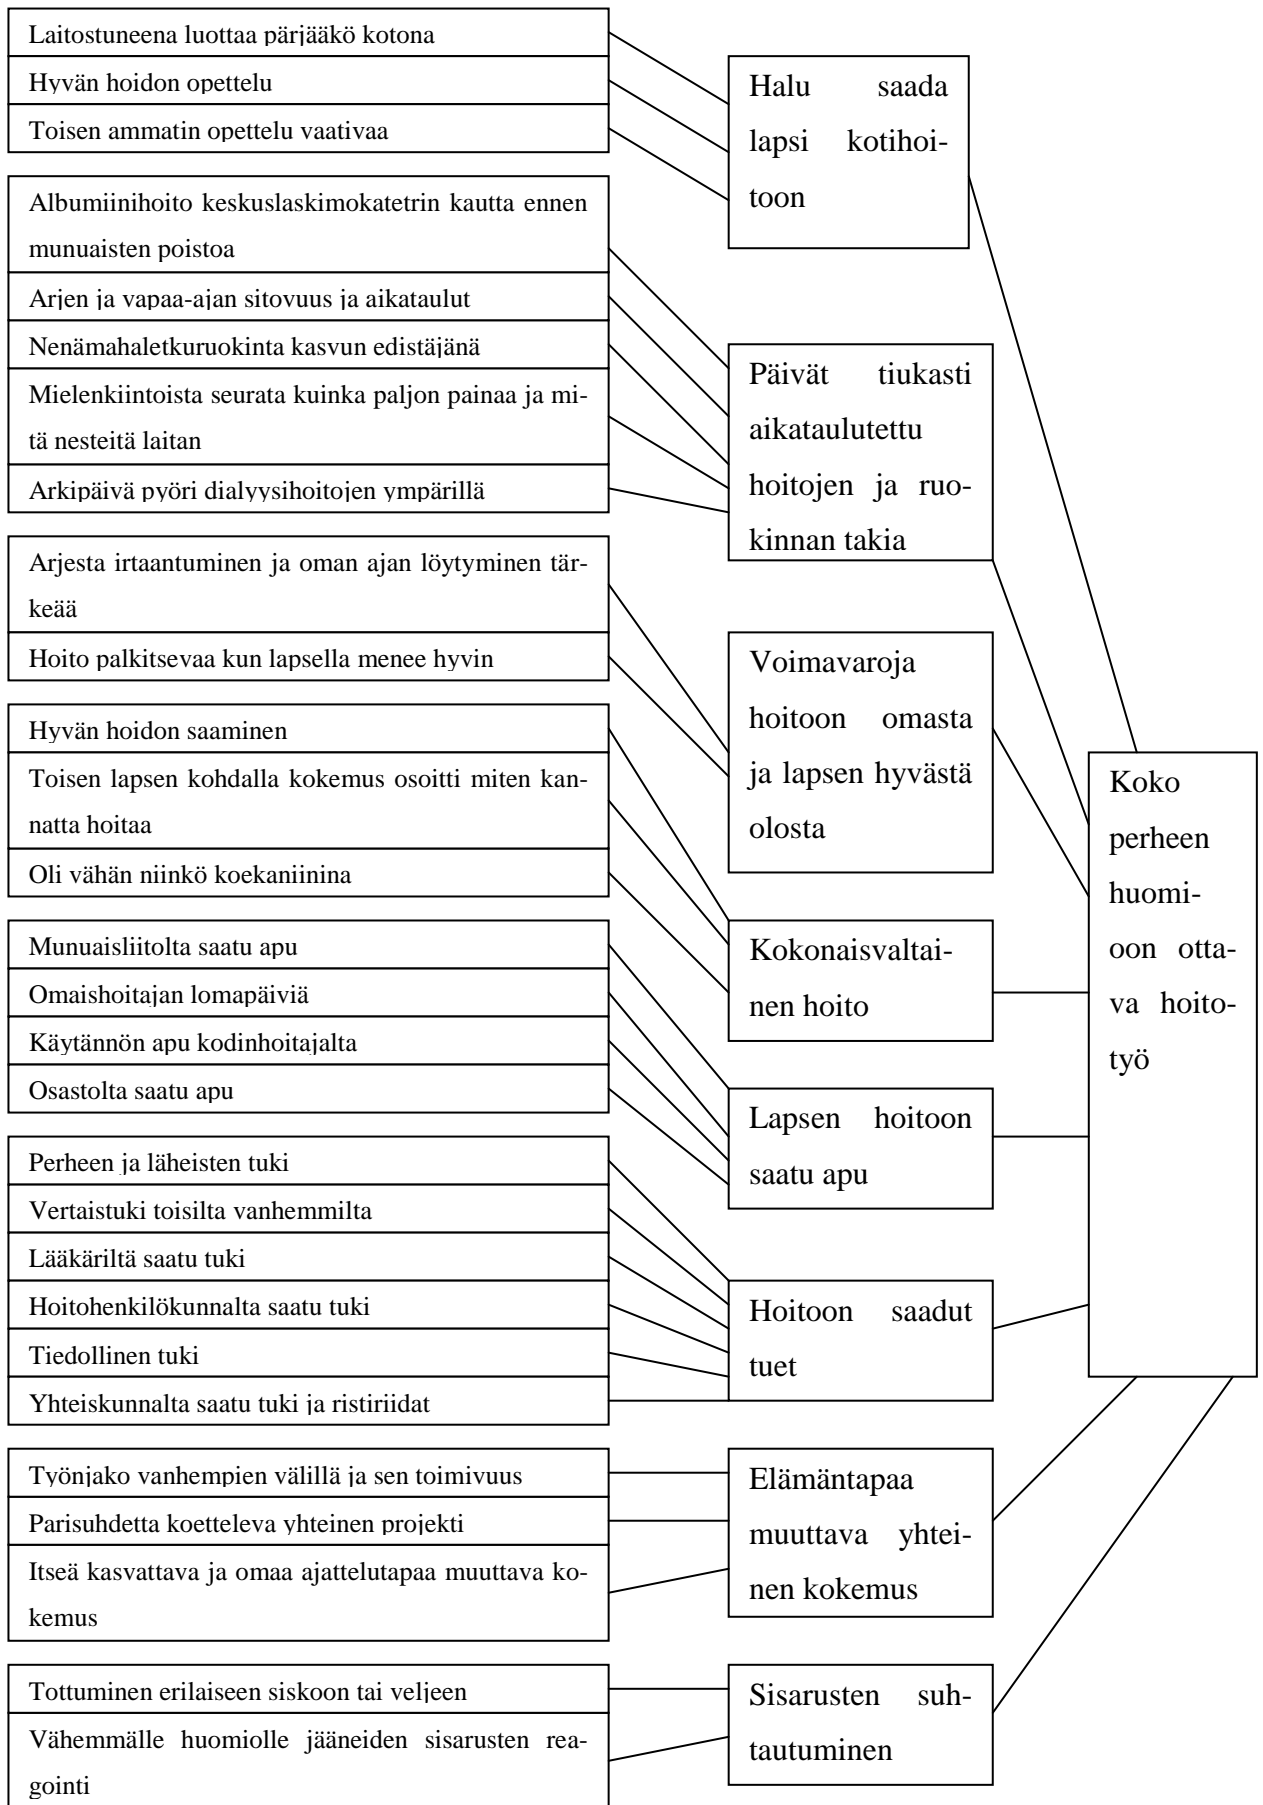 Laitostuneena luottaa pärjääkö kotona
Hyvän hoidon opettelu
Toisen ammatin opettelu vaativaa
Halu saada
lapsi kotihoi-
toon
Albumiinihoito keskuslaskimokatetrin kautta ennen
munuaisten poistoa
Arjen ja vapaa-ajan sitovuus ja aikataulut
Nenämahaletkuruokinta kasvun edistäjänä
Mielenkiintoista seurata kuinka paljon painaa ja mi-
tä nesteitä laitan
Arkipäivä pyöri dialyysihoitojen ympärillä
Päivät tiukasti
aikataulutettu
hoitojen ja ruo-
kinnan takia
Arjesta irtaantuminen ja oman ajan löytyminen tär-
keää
Hoito palkitsevaa kun lapsella menee hyvin
Voimavaroja
hoitoon omasta
ja lapsen hyvästä
olosta
Hyvän hoidon saaminen
Toisen lapsen kohdalla kokemus osoitti miten kan-
natta hoitaa
Oli vähän niinkö koekaniinina
Kokonaisvaltai-
nen hoito
Munuaisliitolta saatu apu
Omaishoitajan lomapäiviä
Käytännön apu kodinhoitajalta
Osastolta saatu apu
Lapsen hoitoon
saatu apu
Perheen ja läheisten tuki
Vertaistuki toisilta vanhemmilta
Lääkäriltä saatu tuki
Hoitohenkilökunnalta saatu tuki
Tiedollinen tuki
Yhteiskunnalta saatu tuki ja ristiriidat
Hoitoon saadut
tuet
Työnjako vanhempien välillä ja sen toimivuus
Parisuhdetta koetteleva yhteinen projekti
Itseä kasvattava ja omaa ajattelutapaa muuttava ko-
kemus
Elämäntapaa
muuttava yhtei-
nen kokemus
Tottuminen erilaiseen siskoon tai veljeen
Vähemmälle huomiolle jääneiden sisarusten rea-
gointi
Sisarusten suh-
tautuminen
Koko
perheen
huomi-
oon otta-
va hoito-
työ